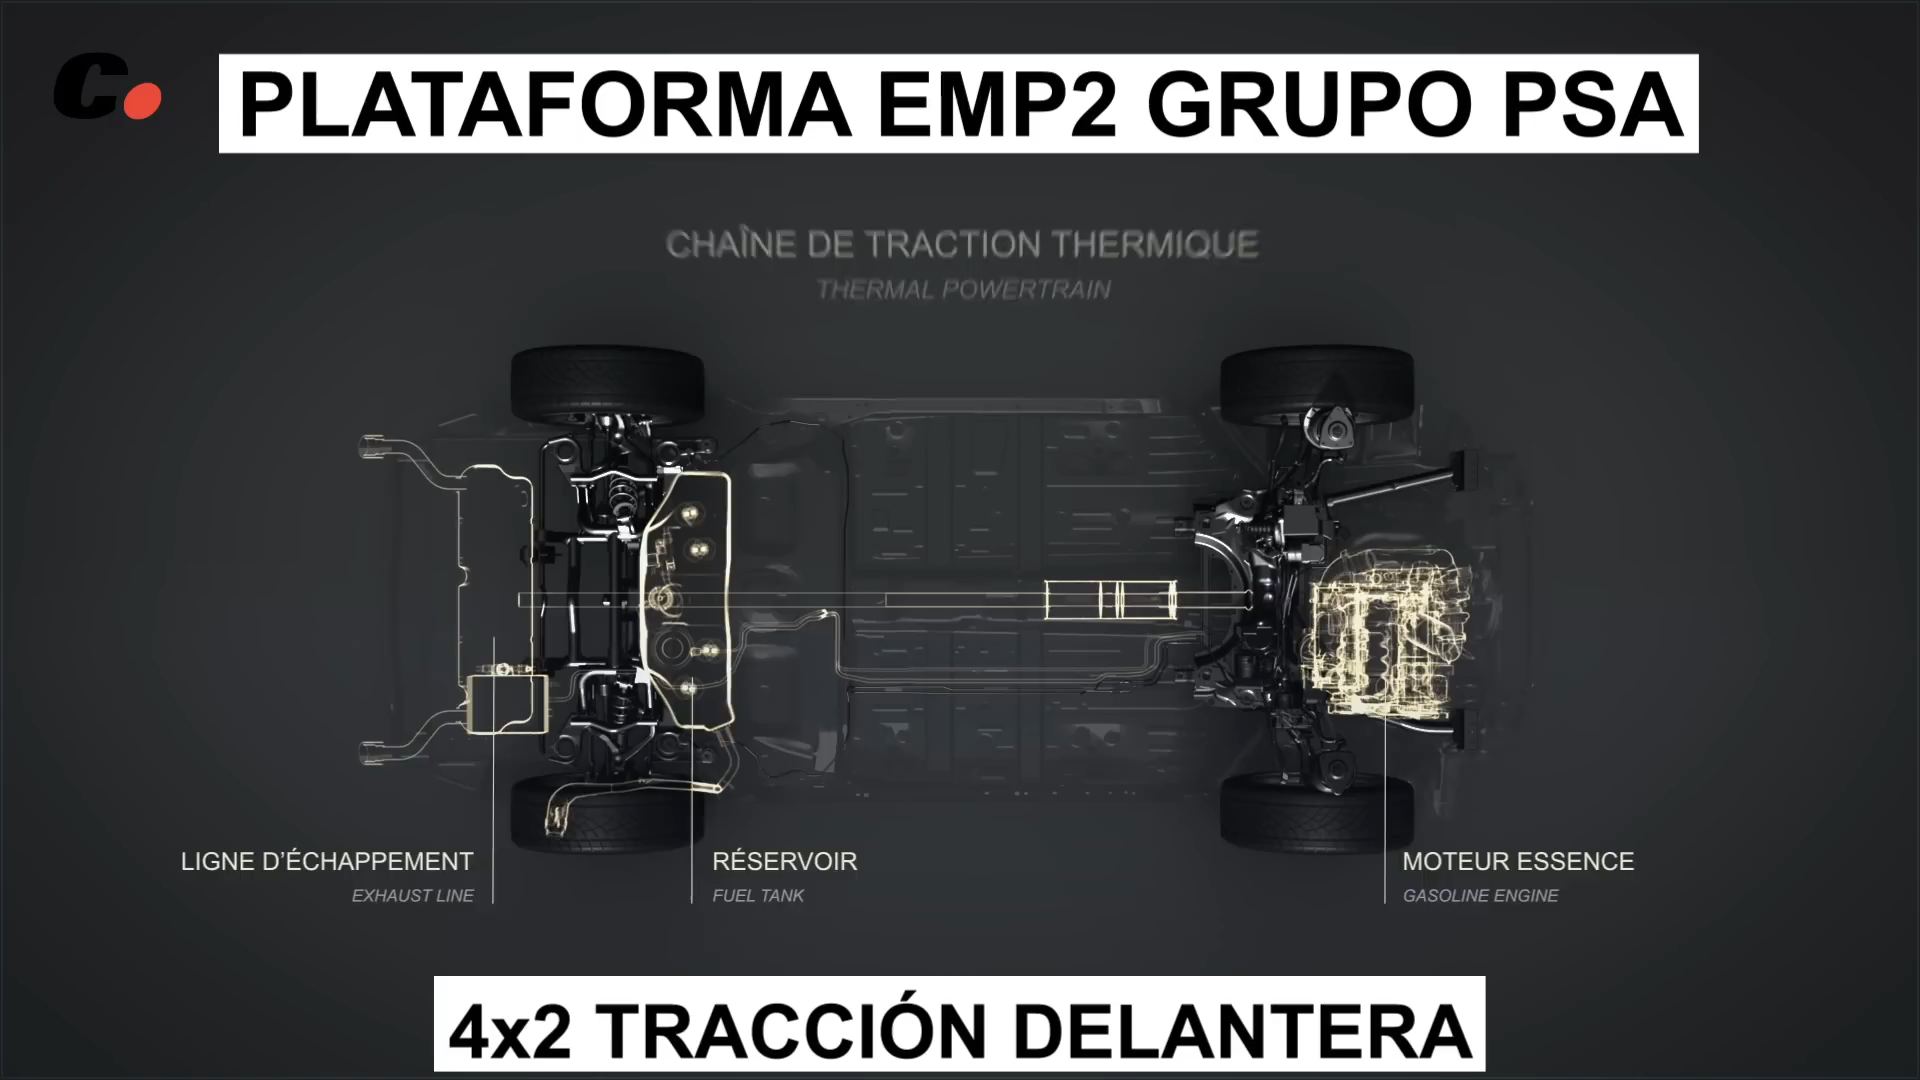 C.
PLATAFORMA EMP2 GRUPO PSA
CHAÎNE DE TRACTION THERMIQUE
THERMAL POWERTRAIN
LIGNE D'ÉCHAPPEMENT
EXHAUST LINE
RÉSERVOIR
FUEL TANK
MOTEUR ESSENCE
GASOLINE ENGINE
4x2 TRACCIÓN DELANTERA